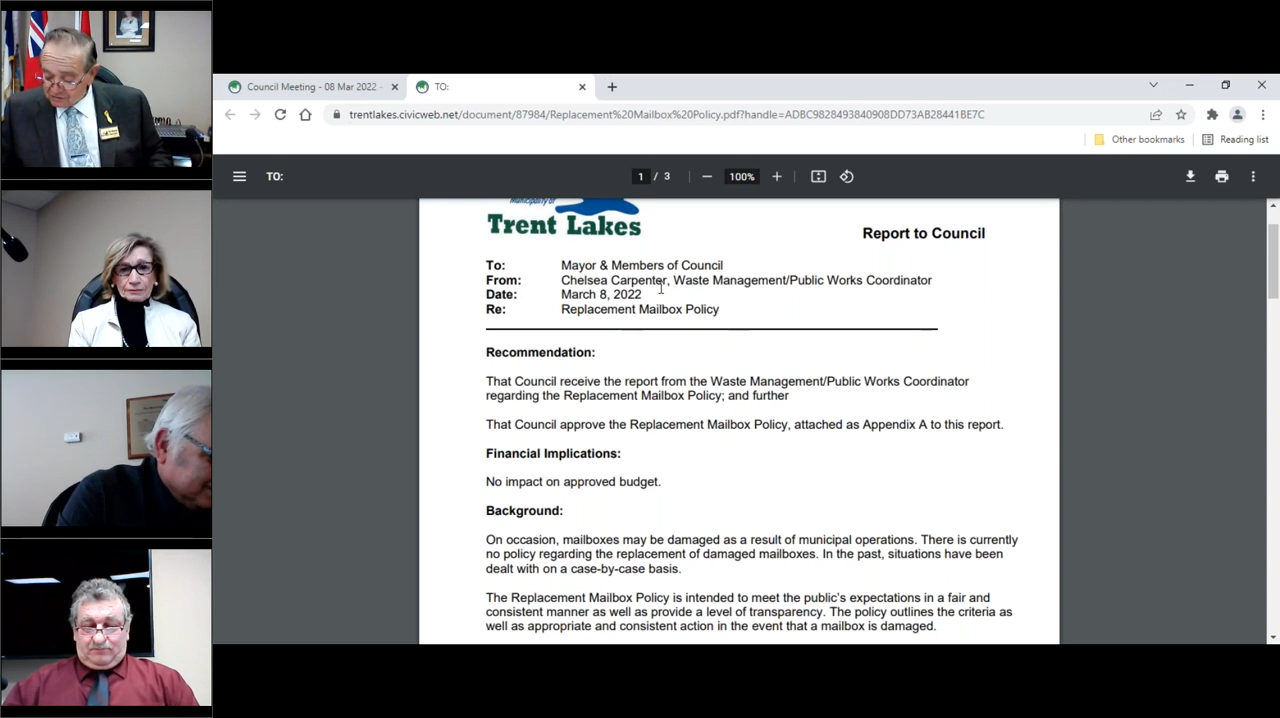 Council Meeting - 08 Mar 2022 -
TO:
trentlakes.civicweb.net/document/87984/Replacement%20Mailbox%20Policy.pdf?handle=ADBC9828493840908DD73AB28441BE7C
Other bookmarks
Reading list
TO:
1 / 3
100%
Municipality of
Trent Lakes
Report to Council
To: Mayor & Members of Council
From: Chelsea Carpenter, Waste Management/Public Works Coordinator
Date: March 8, 2022
Re: Replacement Mailbox Policy
Recommendation:
That Council receive the report from the Waste Management/Public Works Coordinator
regarding the Replacement Mailbox Policy; and further
That Council approve the Replacement Mailbox Policy, attached as Appendix A to this report.
Financial Implications:
No impact on approved budget.
Background:
On occasion, mailboxes may be damaged as a result of municipal operations. There is currently
no policy regarding the replacement of damaged mailboxes. In the past, situations have been
dealt with on a case-by-case basis.
The Replacement Mailbox Policy is intended to meet the public's expectations in a fair and
consistent manner as well as provide a level of transparency. The policy outlines the criteria as
well as appropriate and consistent action in the event that a mailbox is damaged.